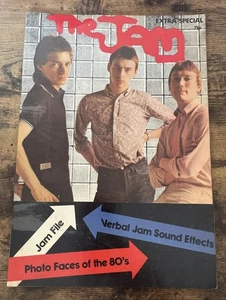 The Jam
EXTRA SPECIAL
Jam File
Verbal Jam Sound Effects
Photo Faces of the 80's